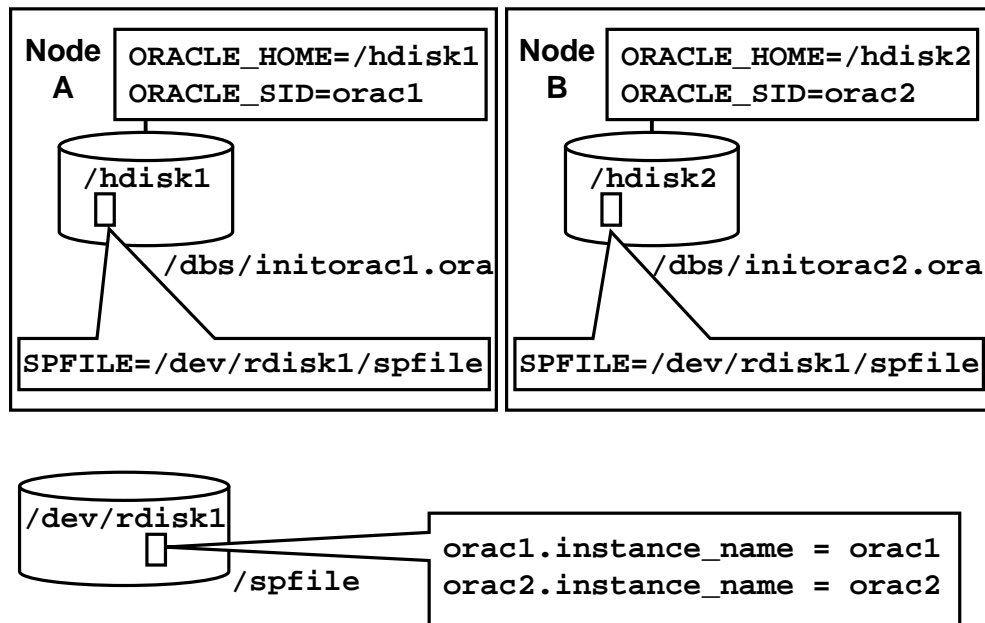 Node
A
ORACLE_HOME=/hdisk1
ORACLE_SID=orac1
/hdisk1
/dbs/initorac1.ora
SPFILE=/dev/rdisk1/spfile
Node
B
ORACLE_HOME=/hdisk2
ORACLE_SID=orac2
/hdisk2
/dbs/initorac2.ora
SPFILE=/dev/rdisk1/spfile
/dev/rdisk1
/spfile
orac1.instance_name = orac1
orac2.instance_name = orac2